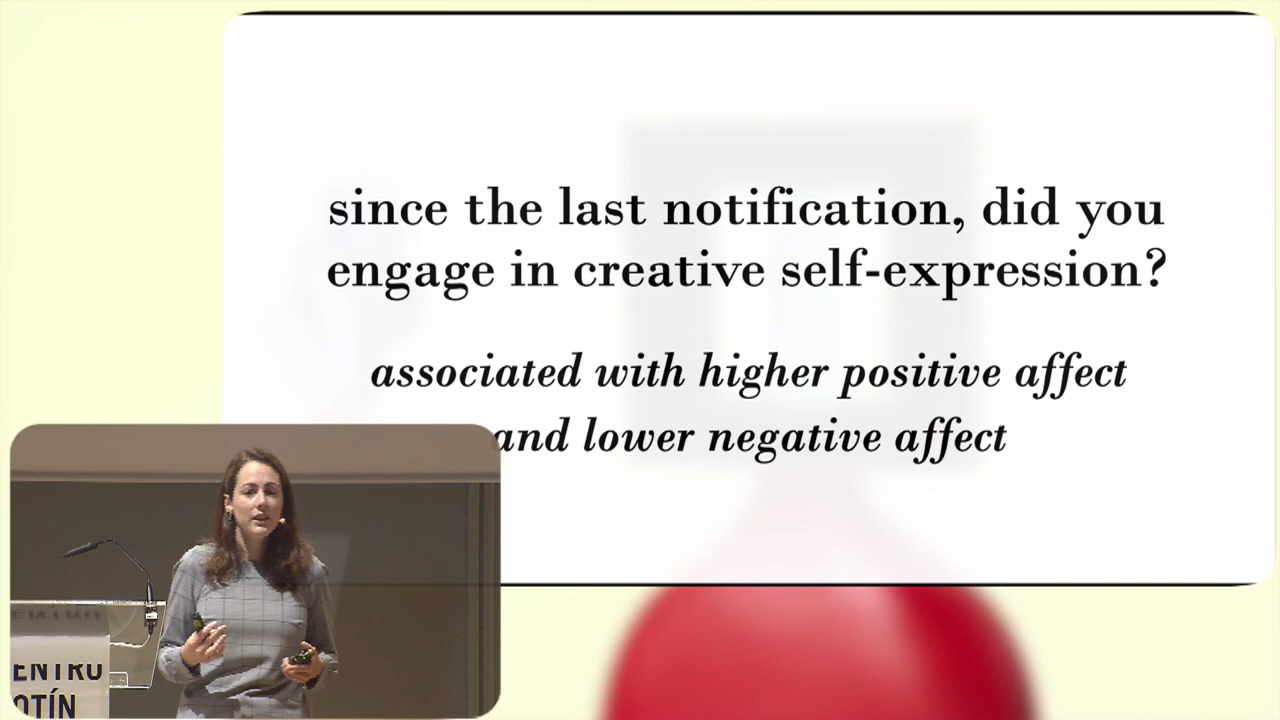 since the last notification, did you
engage in creative self-expression?
associated with higher positive affect
and lower negative affect
ENTRO
OTÍN